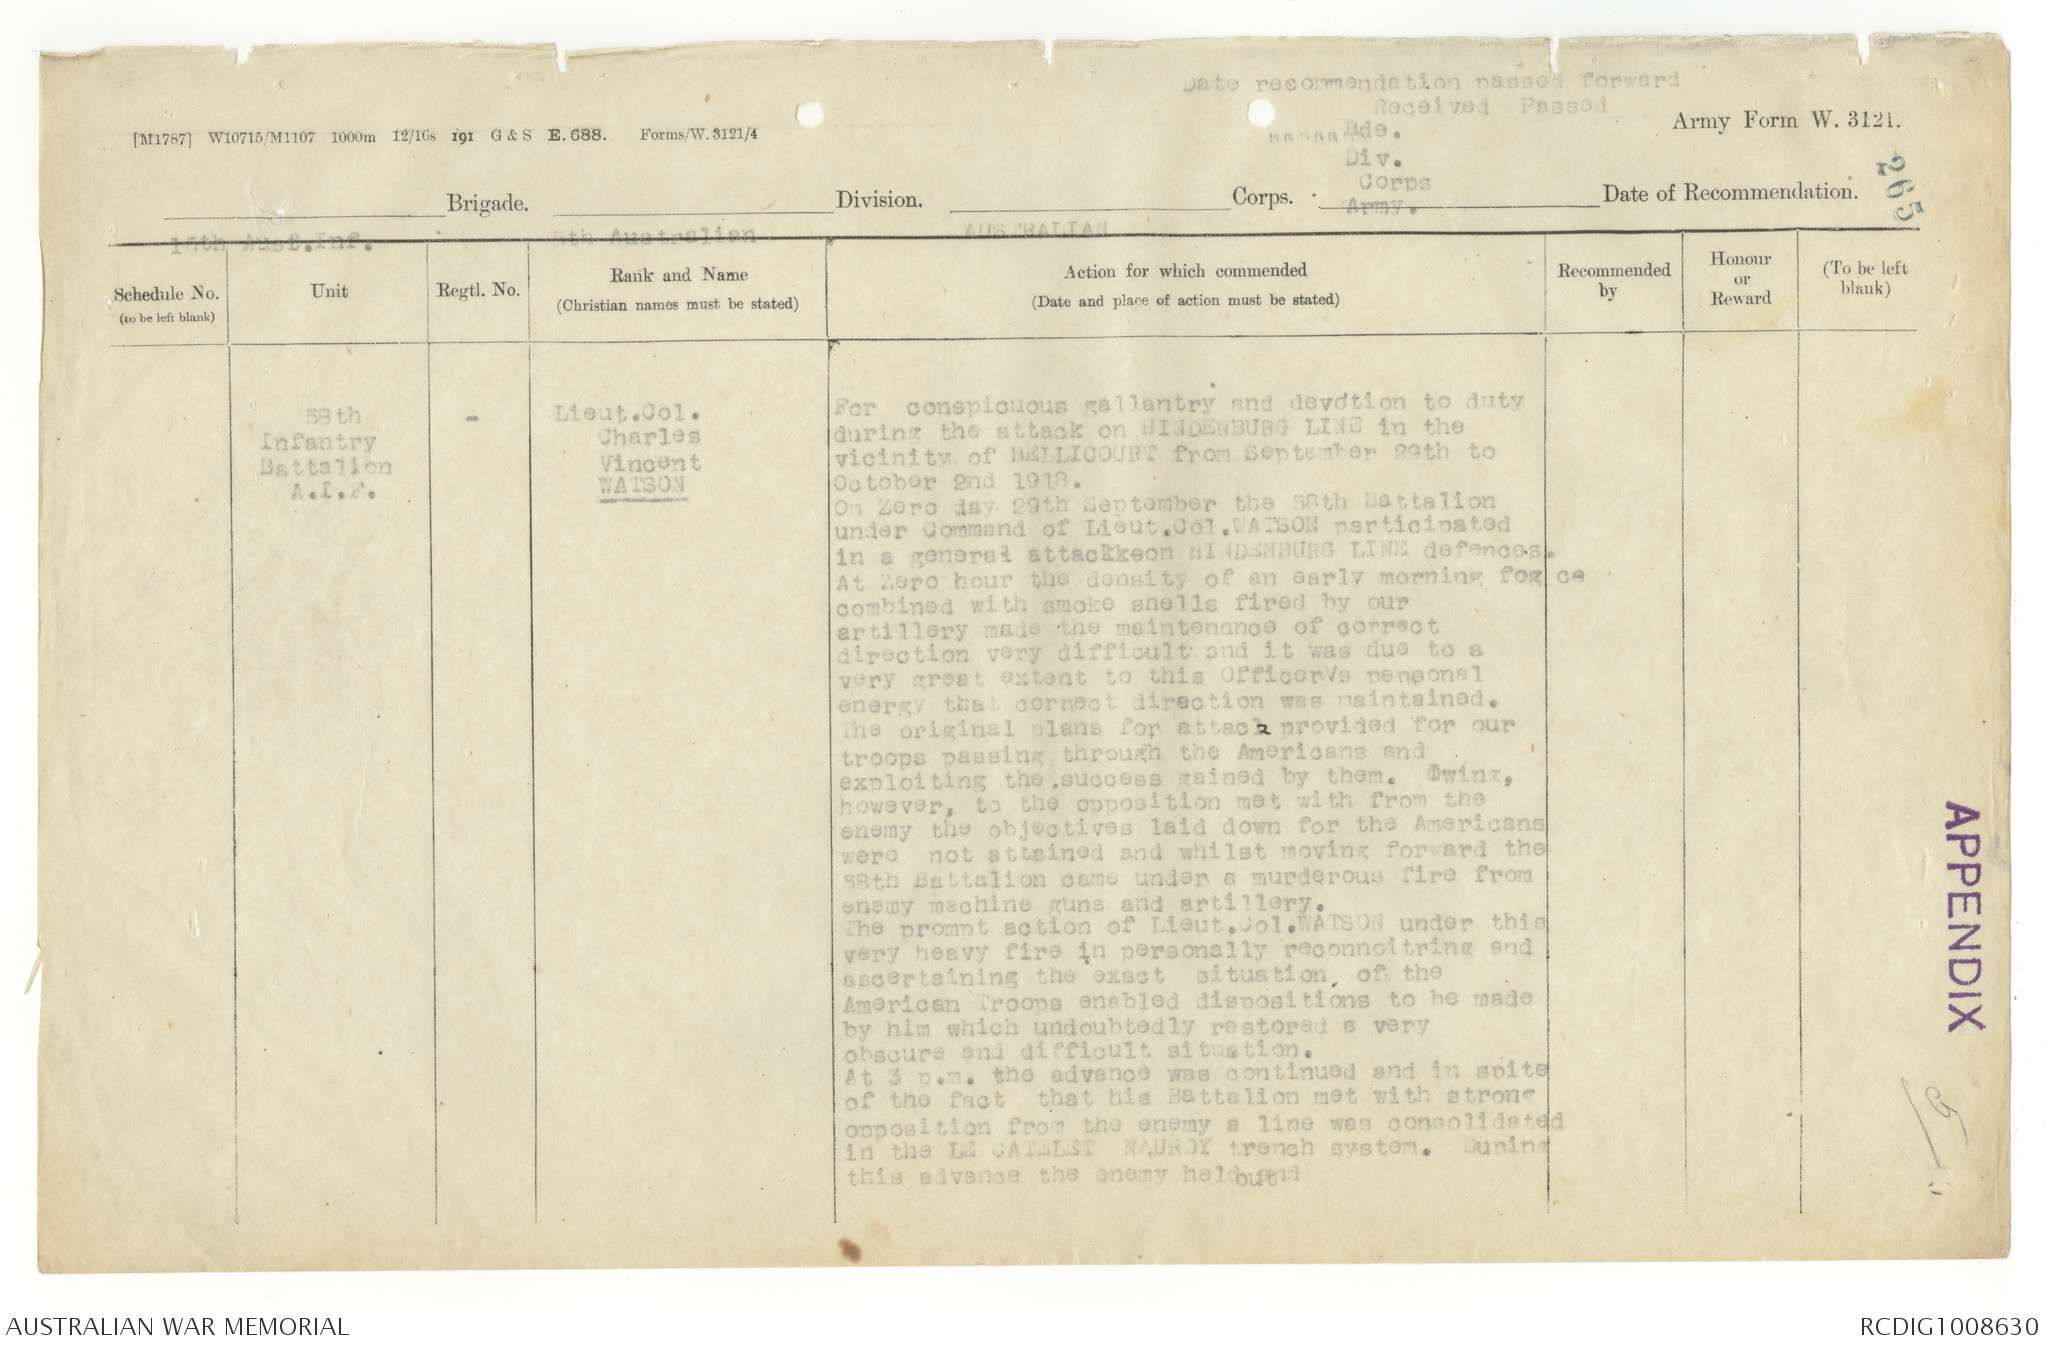 Date recommendation passed forward
Received Passed
[M1787] W10715/M1107 1000m 12/16s 191 G & S E. 688. Forms/W. 3121/4
Bde.
Army Form W. 3121.
Div.
Corps
Army.
265
Brigade. Division. Corps. Date of Recommendation.
15th Aust.Inf. 5th Australian AUSTRALIAN
Schedule No.
(to be left blank)
Unit
Regtl. No.
Rank and Name
(Christian names must be stated)
Action for which commended
(Date and place of action must be stated)
Recommended
by
Honour
or
Reward
(To be left
blank)
58th
Infantry
Battalion
A.I.F.
-
Lieut.Col.
Charles
Vincent
WATSON
For conspicuous gallantry and devotion to duty
during the attack on HINDENBURG LINE in the
vicinity of BELLICOURT from September 29th to
October 2nd 1918.
On Zero day 29th September the 58th Battalion
under Command of Lieut.Col.WATSON participated
in a general attackkeon HINDENBURG LINE defences.
At Zero hour the density of an early morning fog ce
combined with smoke shells fired by our
artillery made the maintenance of correct
direction very difficult and it was due to a
very great extent to this OfficerVs personal
energy that correct direction was maintained.
The original plans for attack provided for our
troops passing through the Americans and
exploiting the success gained by them. Owing,
however, to the opposition met with from the
enemy the objectives laid down for the Americans
were not attained and whilst moving forward the
58th Battalion came under a murderous fire from
enemy machine guns and artillery.
The prompt action of Lieut.Col.WATSON under this
very heavy fire in personally reconnoitring and
ascertaining the exact situation of the
American Troops enabled dispositions to be made
by him which undoubtedly restored a very
obscure and difficult situation.
At 3 p.m. the advance was continued and in spite
of the fact that his Battalion met with strong
opposition from the enemy a line was consolidated
in the LE CATELET NAUROY trench system. During
this advance the enemy held out and
APPENDIX
AUSTRALIAN WAR MEMORIAL
RCDIG1008630